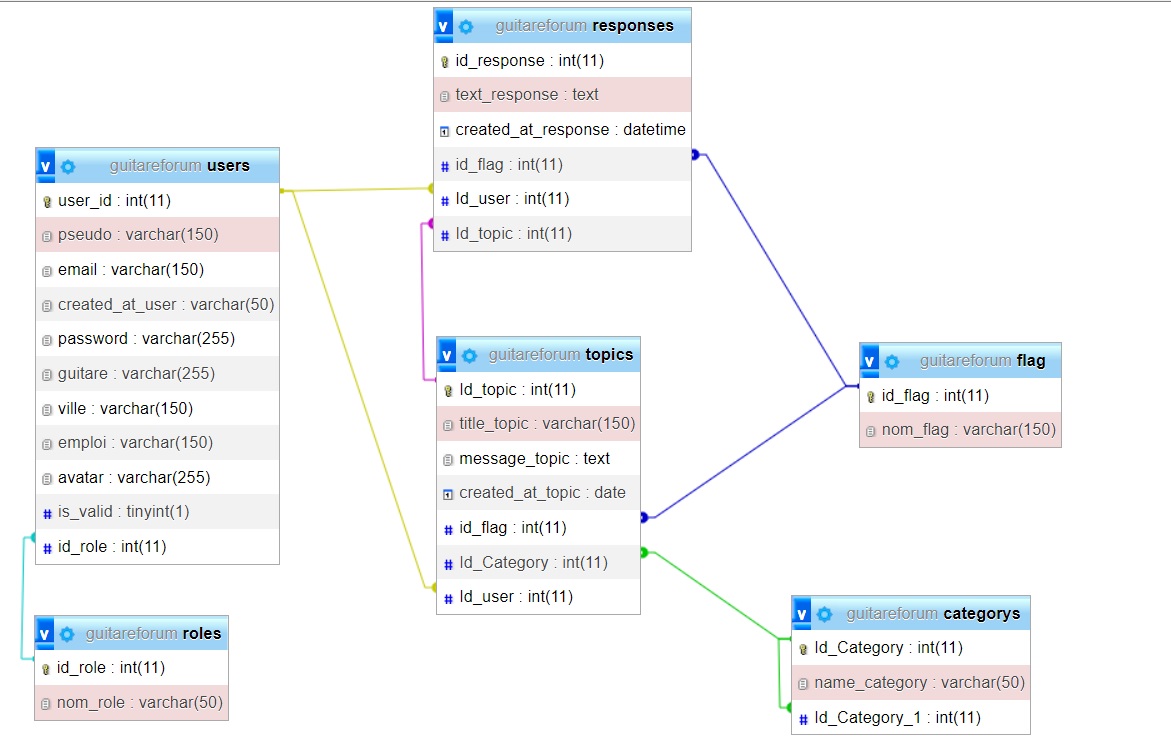 guitareforum responses
id_response : int(11)
text_response : text
created_at_response : datetime
id_flag : int(11)
Id_user : int(11)
Id_topic : int(11)
guitareforum users
user_id : int(11)
pseudo : varchar(150)
email : varchar(150)
created_at_user : varchar(50)
password : varchar(255)
guitare : varchar(255)
ville : varchar(150)
emploi : varchar(150)
avatar : varchar(255)
is_valid : tinyint(1)
id_role : int(11)
guitareforum topics
Id_topic : int(11)
title_topic : varchar(150)
message_topic : text
created_at_topic : date
id_flag : int(11)
Id_Category : int(11)
Id_user : int(11)
guitareforum flag
id_flag : int(11)
nom_flag : varchar(150)
guitareforum roles
id_role : int(11)
nom_role : varchar(50)
guitareforum categorys
Id_Category : int(11)
name_category : varchar(50)
Id_Category_1 : int(11)